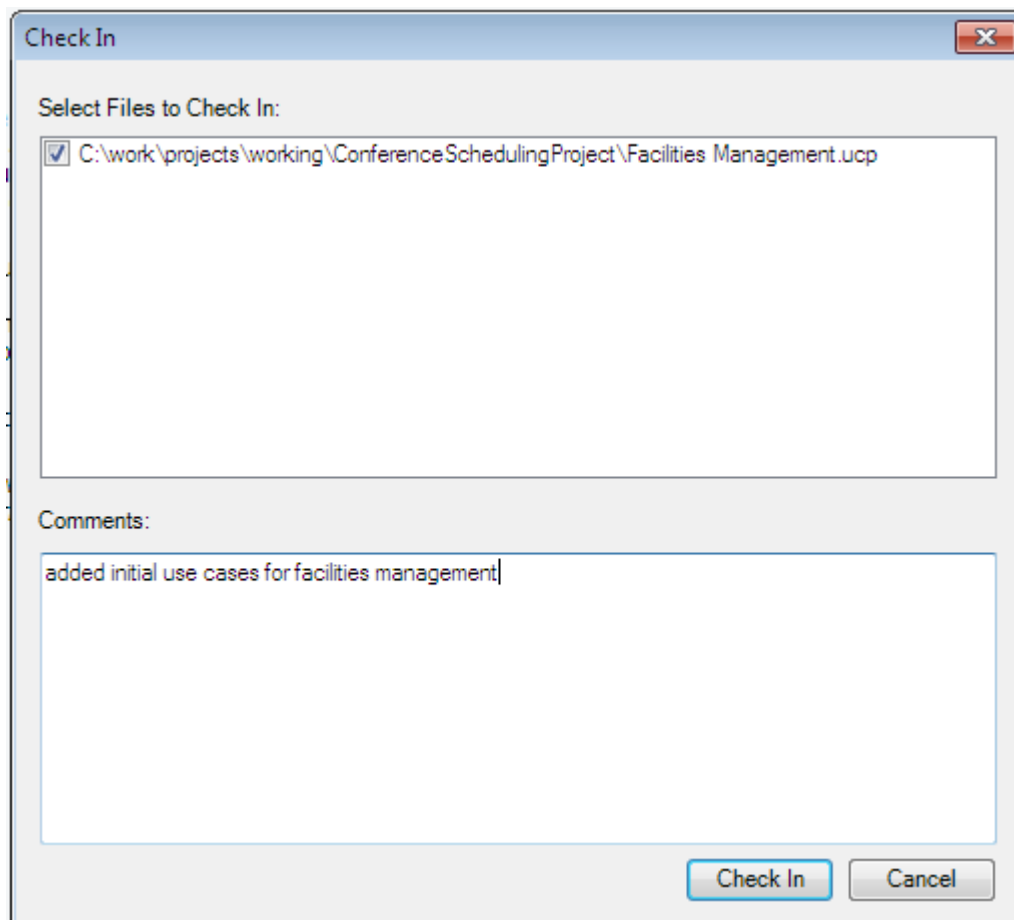 Check In
Select Files to Check In:
C:\work\projects\working\ConferenceSchedulingProject\Facilities Management.ucp
Comments:
added initial use cases for facilities management
Check In
Cancel